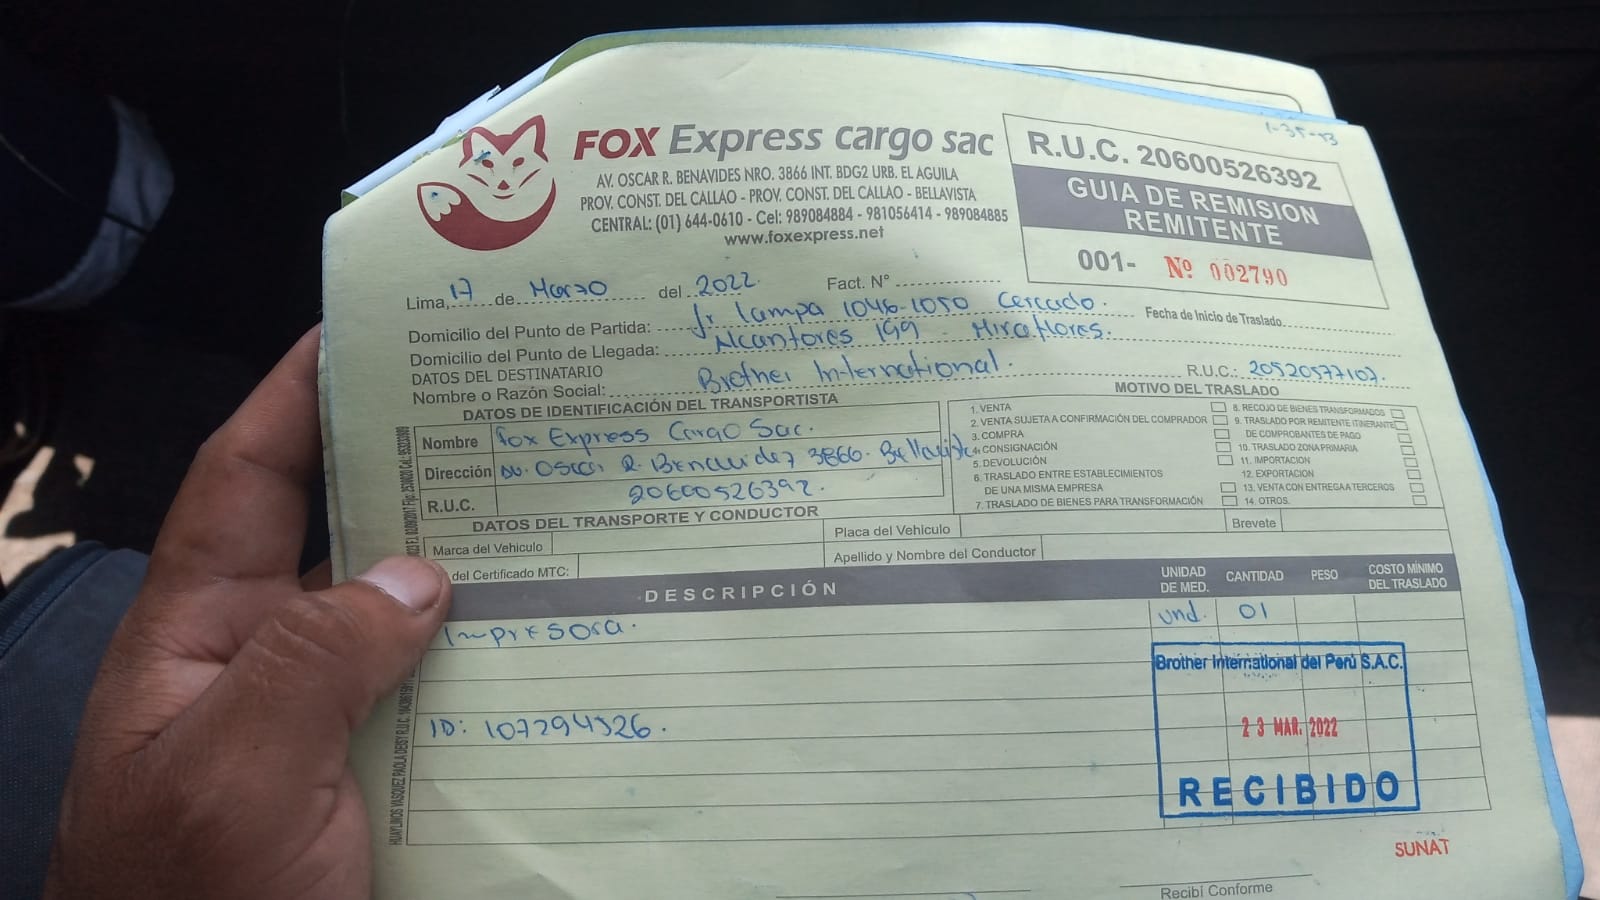 FOX Express cargo sac
AV. OSCAR R. BENAVIDES NRO. 3866 INT. BDG2 URB. EL AGUILA
PROV. CONST. DEL CALLAO - PROV. CONST. DEL CALLAO - BELLAVISTA
CENTRAL: (01) 644-0610 - Cel: 989084884 - 981056414 - 989084885
www.foxexpress.net
R.U.C. 20600526392
GUIA DE REMISION
REMITENTE
001- Nº 002790
Lima, 17 de Marzo del 2022. Fact. N°
Domicilio del Punto de Partida: Jr Lampa 1046-1050 Cercado. Fecha de Inicio de Traslado
Domicilio del Punto de Llegada: Alcantores 199 - Miraflores.
DATOS DEL DESTINATARIO
Nombre o Razón Social: Brother International. R.U.C.: 20520577107.
DATOS DE IDENTIFICACIÓN DEL TRANSPORTISTA
Nombre Fox Express Cargo Sac.
Dirección Av. Oscar R. Benavidez 3866. Bellavista
R.U.C. 20600526392.
MOTIVO DEL TRASLADO
1. VENTA
2. VENTA SUJETA A CONFIRMACIÓN DEL COMPRADOR
3. COMPRA
4. CONSIGNACIÓN
5. DEVOLUCIÓN
6. TRASLADO ENTRE ESTABLECIMIENTOS
DE UNA MISMA EMPRESA
7. TRASLADO DE BIENES PARA TRANSFORMACIÓN
8. RECOJO DE BIENES TRANSFORMADOS
9. TRASLADO POR REMITENTE ITINERANTE
DE COMPROBANTES DE PAGO
10. TRASLADO ZONA PRIMARIA
11. IMPORTACION
12. EXPORTACION
13. VENTA CON ENTREGA A TERCEROS
14. OTROS.
DATOS DEL TRANSPORTE Y CONDUCTOR
Marca del Vehiculo Placa del Vehiculo Brevete
del Certificado MTC: Apellido y Nombre del Conductor
DESCRIPCIÓN UNIDAD DE MED. CANTIDAD PESO COSTO MÍNIMO DEL TRASLADO
Impresora. und. 01
ID: 107294326.
Brother International del Perú S.A.C.
23 MAR. 2022
RECIBIDO
SUNAT
Recibí Conforme